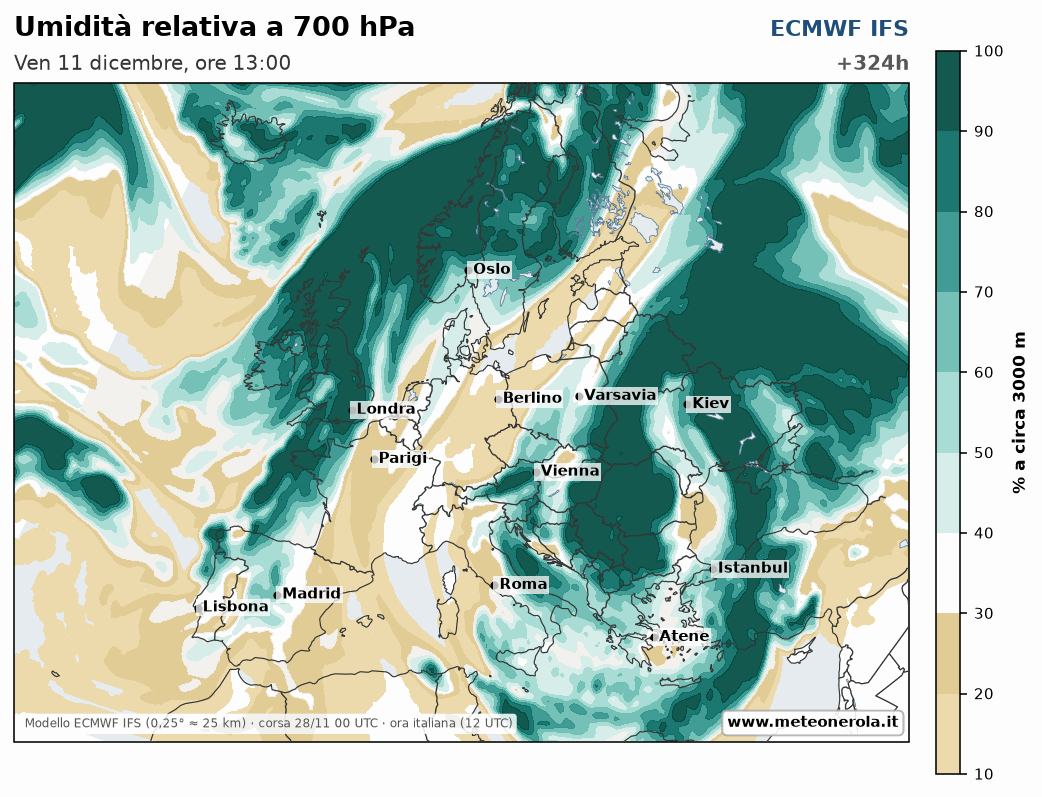 Umidità relativa a 700 hPa
ECMWF IFS
Ven 11 dicembre, ore 13:00
+324h
100
90
80
70
60
50
40
30
20
10
% a circa 3000 m
Oslo
Berlino
Varsavia
Kiev
Londra
Parigi
Vienna
Istanbul
Roma
Madrid
Lisbona
Atene
Modello ECMWF IFS (0,25° ≈ 25 km) · corsa 28/11 00 UTC · ora italiana (12 UTC)
www.meteonerola.it